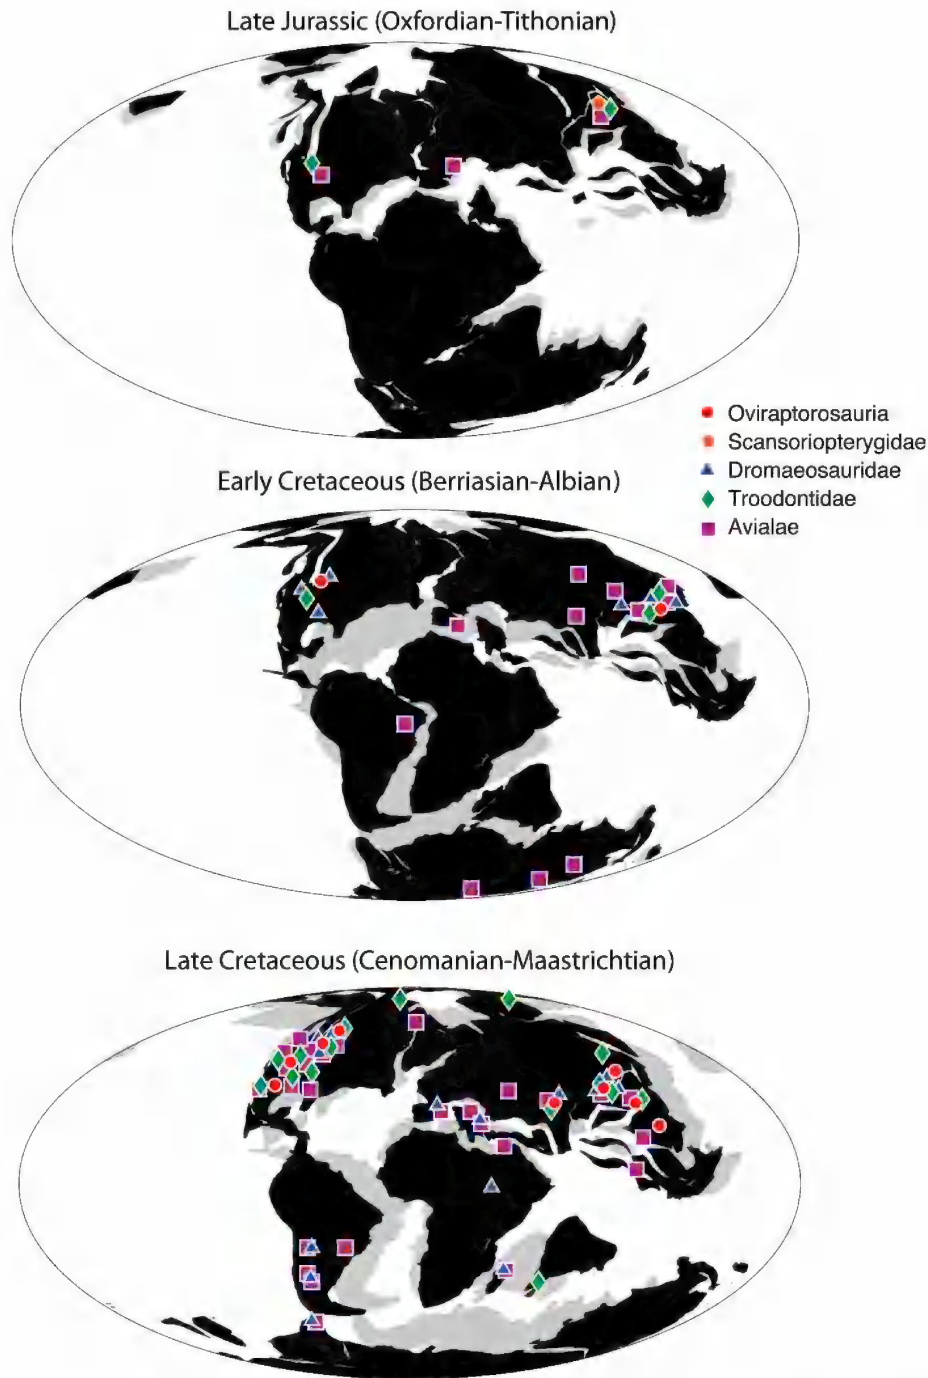 Late Jurassic (Oxfordian-Tithonian)
Oviraptorosauria
Scansoriopterygidae
Dromaeosauridae
Troodontidae
Avialae
Early Cretaceous (Berriasian-Albian)
Late Cretaceous (Cenomanian-Maastrichtian)